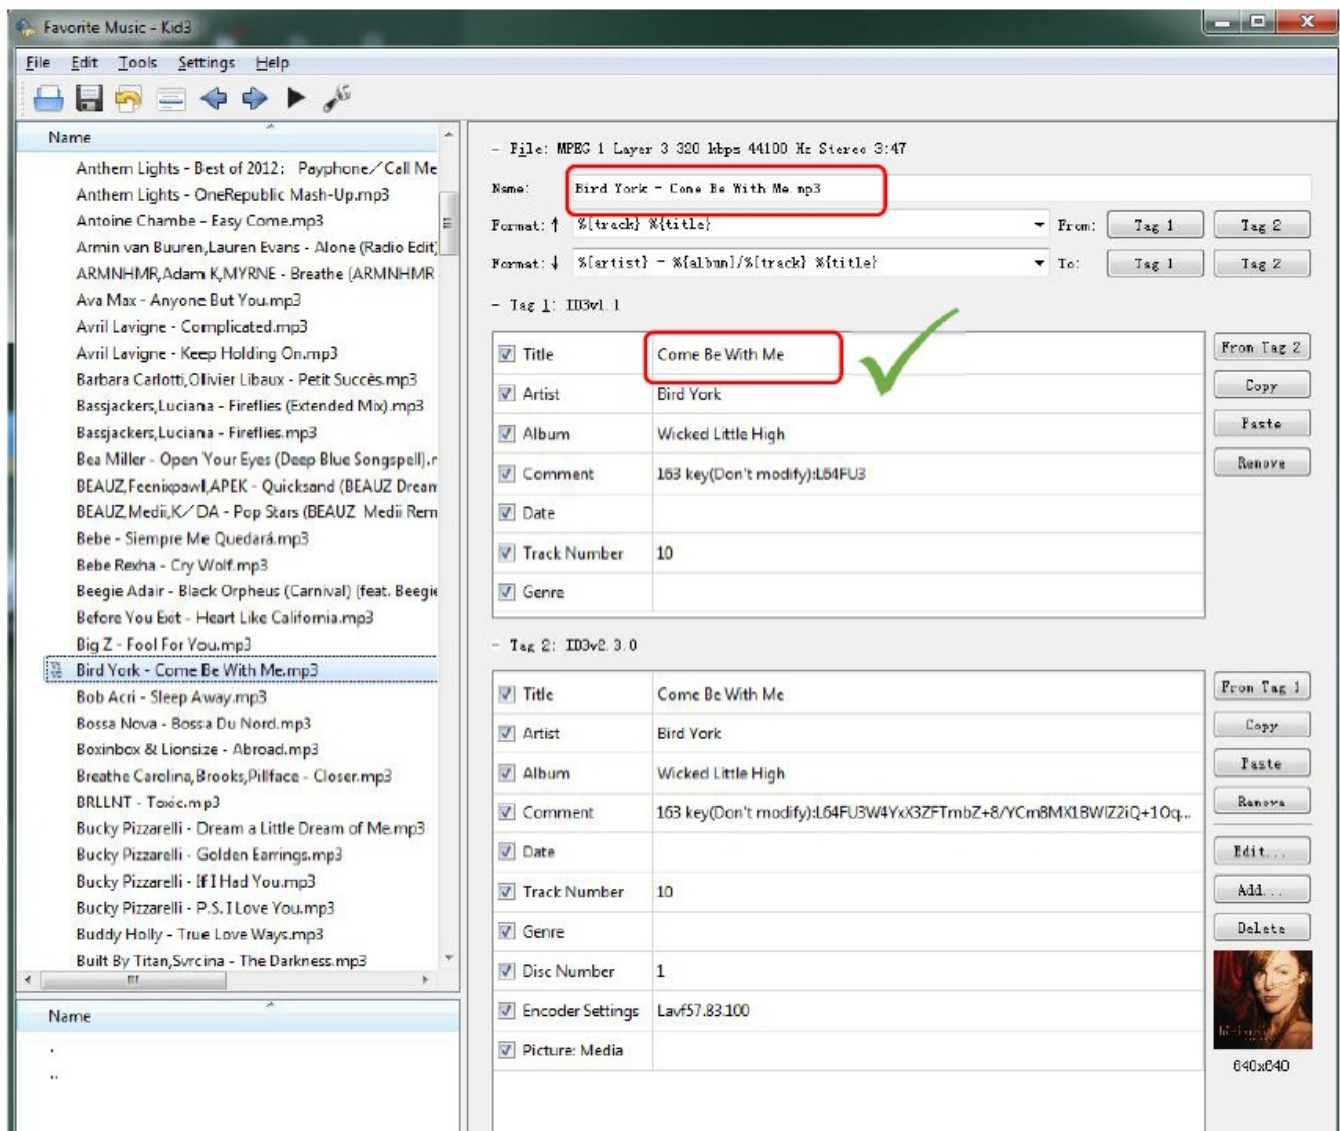 Favorite Music - Kid3
File Edit Tools Settings Help
Name
Anthem Lights - Best of 2012： Payphone／Call Me
Anthem Lights - OneRepublic Mash-Up.mp3
Antoine Chambe – Easy Come.mp3
Armin van Buuren,Lauren Evans - Alone (Radio Edit)
ARMNHMR,Adam K,MYRNE - Breathe (ARMNHMR
Ava Max - Anyone But You.mp3
Avril Lavigne - Complicated.mp3
Avril Lavigne - Keep Holding On.mp3
Barbara Carlotti,Olivier Libaux - Petit Succès.mp3
Bassjackers,Luciana - Fireflies (Extended Mix).mp3
Bassjackers,Luciana - Fireflies.mp3
Bea Miller - Open Your Eyes (Deep Blue Songspell).r
BEAUZ,Feenixpawl,APEK - Quicksand (BEAUZ Dream
BEAUZ,Medii,K／DA - Pop Stars (BEAUZ Medii Rem
Bebe - Siempre Me Quedará.mp3
Bebe Rexha - Cry Wolf.mp3
Beegie Adair - Black Orpheus (Carnival) (feat. Beegie
Before You Exit - Heart Like California.mp3
Big Z - Fool For You.mp3
Bird York - Come Be With Me.mp3
Bob Acri - Sleep Away.mp3
Bossa Nova - Bossa Du Nord.mp3
Boxinbox & Lionsize - Abroad.mp3
Breathe Carolina,Brooks,Pillface - Closer.mp3
BRLLNT - Toxic.mp3
Bucky Pizzarelli - Dream a Little Dream of Me.mp3
Bucky Pizzarelli - Golden Earrings.mp3
Bucky Pizzarelli - If I Had You.mp3
Bucky Pizzarelli - P.S. I Love You.mp3
Buddy Holly - True Love Ways.mp3
Built By Titan,Svrcina - The Darkness.mp3
Name
.
..
- File: MPEG 1 Layer 3 320 kbps 44100 Hz Stereo 3:47
Name: Bird York - Come Be With Me.mp3
Format: ↑ %{track} %{title} From: Tag 1 Tag 2
Format: ↓ %{artist} - %{album}/%{track} %{title} To: Tag 1 Tag 2
- Tag 1: ID3v1.1
Title Come Be With Me
Artist Bird York
Album Wicked Little High
Comment 163 key(Don't modify):L64FU3
Date
Track Number 10
Genre
From Tag 2
Copy
Paste
Remove
- Tag 2: ID3v2.3.0
Title Come Be With Me
Artist Bird York
Album Wicked Little High
Comment 163 key(Don't modify):L64FU3W4YxX3ZFTmbZ+8/YCm8MX1BWlZ2iQ+1Oq...
Date
Track Number 10
Genre
Disc Number 1
Encoder Settings Lavf57.83.100
Picture: Media
From Tag 1
Copy
Paste
Remove
Edit...
Add...
Delete
640x640